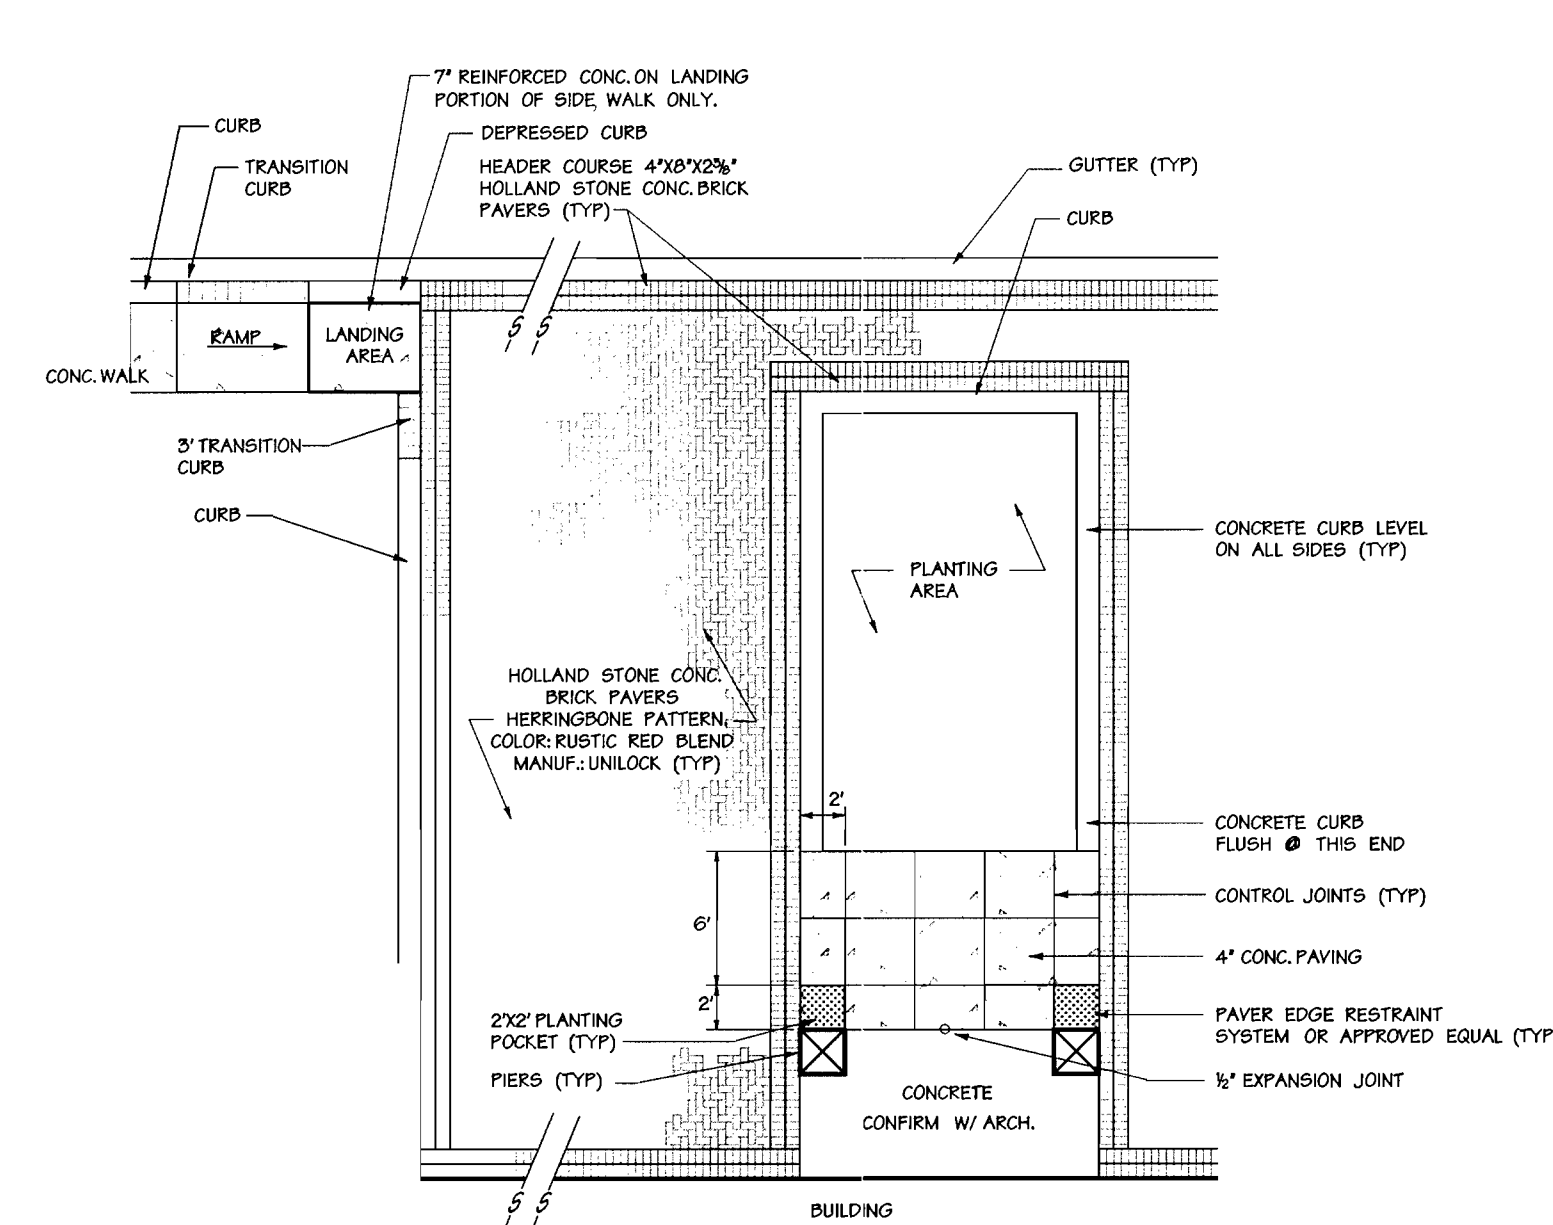 7" REINFORCED CONC. ON LANDING
PORTION OF SIDE, WALK ONLY.
CURB
DEPRESSED CURB
TRANSITION
CURB
HEADER COURSE 4"X8"X2⅜"
HOLLAND STONE CONC. BRICK
PAVERS (TYP)
GUTTER (TYP)
CURB
RAMP
LANDING
AREA
CONC. WALK
3' TRANSITION
CURB
CURB
CONCRETE CURB LEVEL
ON ALL SIDES (TYP)
PLANTING
AREA
HOLLAND STONE CONC.
BRICK PAVERS
HERRINGBONE PATTERN,
COLOR: RUSTIC RED BLEND
MANUF.: UNILOCK (TYP)
2'
CONCRETE CURB
FLUSH @ THIS END
CONTROL JOINTS (TYP)
6'
4" CONC. PAVING
2'
2'X2' PLANTING
POCKET (TYP)
PAVER EDGE RESTRAINT
SYSTEM OR APPROVED EQUAL (TYP
PIERS (TYP)
½" EXPANSION JOINT
CONCRETE
CONFIRM W/ ARCH.
S S
S S
BUILDING